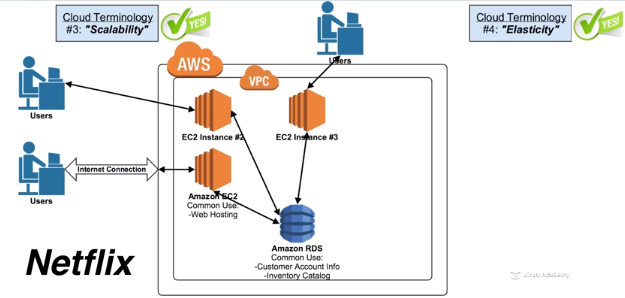 Cloud Terminology
#3: "Scalability"
YES!
Cloud Terminology
#4: "Elasticity"
YES!
Users
AWS
VPC
Users
EC2 Instance #2
EC2 Instance #3
Users
Internet Connection
Amazon EC2
Common Use:
-Web Hosting
Amazon RDS
Common Use:
-Customer Account Info
-Inventory Catalog
Netflix
Linux Academy